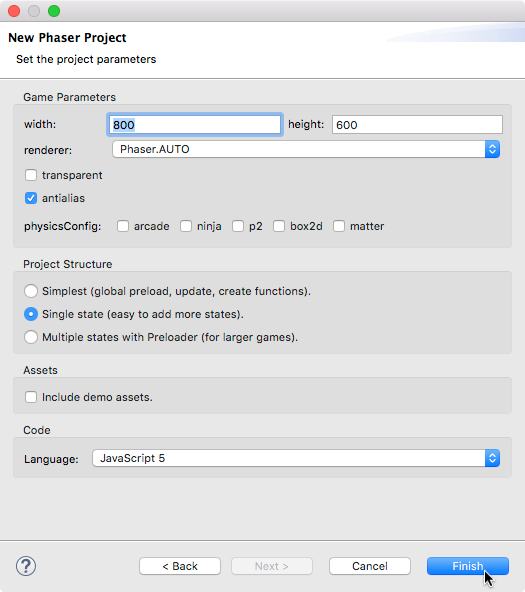 New Phaser Project
Set the project parameters
Game Parameters
width: 800 height: 600
renderer: Phaser.AUTO
transparent
antialias
physicsConfig: arcade ninja p2 box2d matter
Project Structure
Simplest (global preload, update, create functions).
Single state (easy to add more states).
Multiple states with Preloader (for larger games).
Assets
Include demo assets.
Code
Language: JavaScript 5
? < Back Next > Cancel Finish